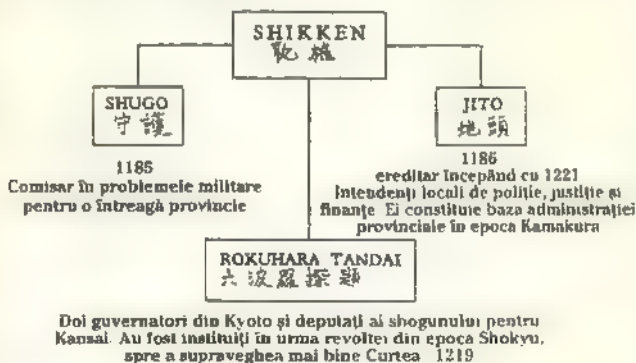 SHIKKEN
執権
SHUGO
守護
1185
Comisar în problemele militare
pentru o întreagă provincie
JITO
地頭
1186
ereditar începând cu 1221
Intendenți locali de poliție, justiție și
finanțe Ei constituie baza administrației
provinciale în epoca Kamakura
ROKUHARA TANDAI
六波羅探題
Doi guvernatori din Kyoto și deputați ai shogunului pentru
Kansai. Au fost instituiți în urma revoltei din epoca Shokyu,
spre a supraveghea mai bine Curtea 1219